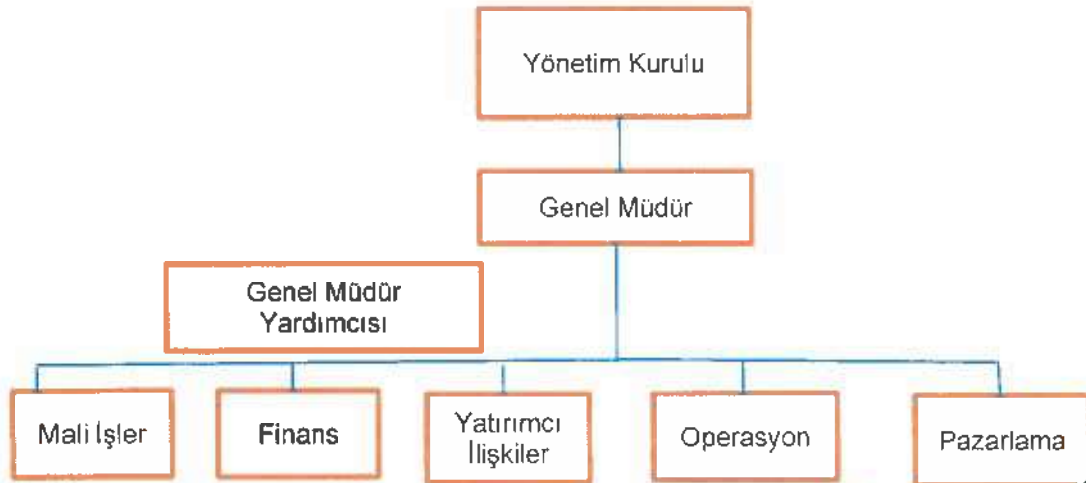 Yönetim Kurulu
Genel Müdür
Genel Müdür
Yardımcısı
Mali İşler
Finans
Yatırımcı
İlişkiler
Operasyon
Pazarlama